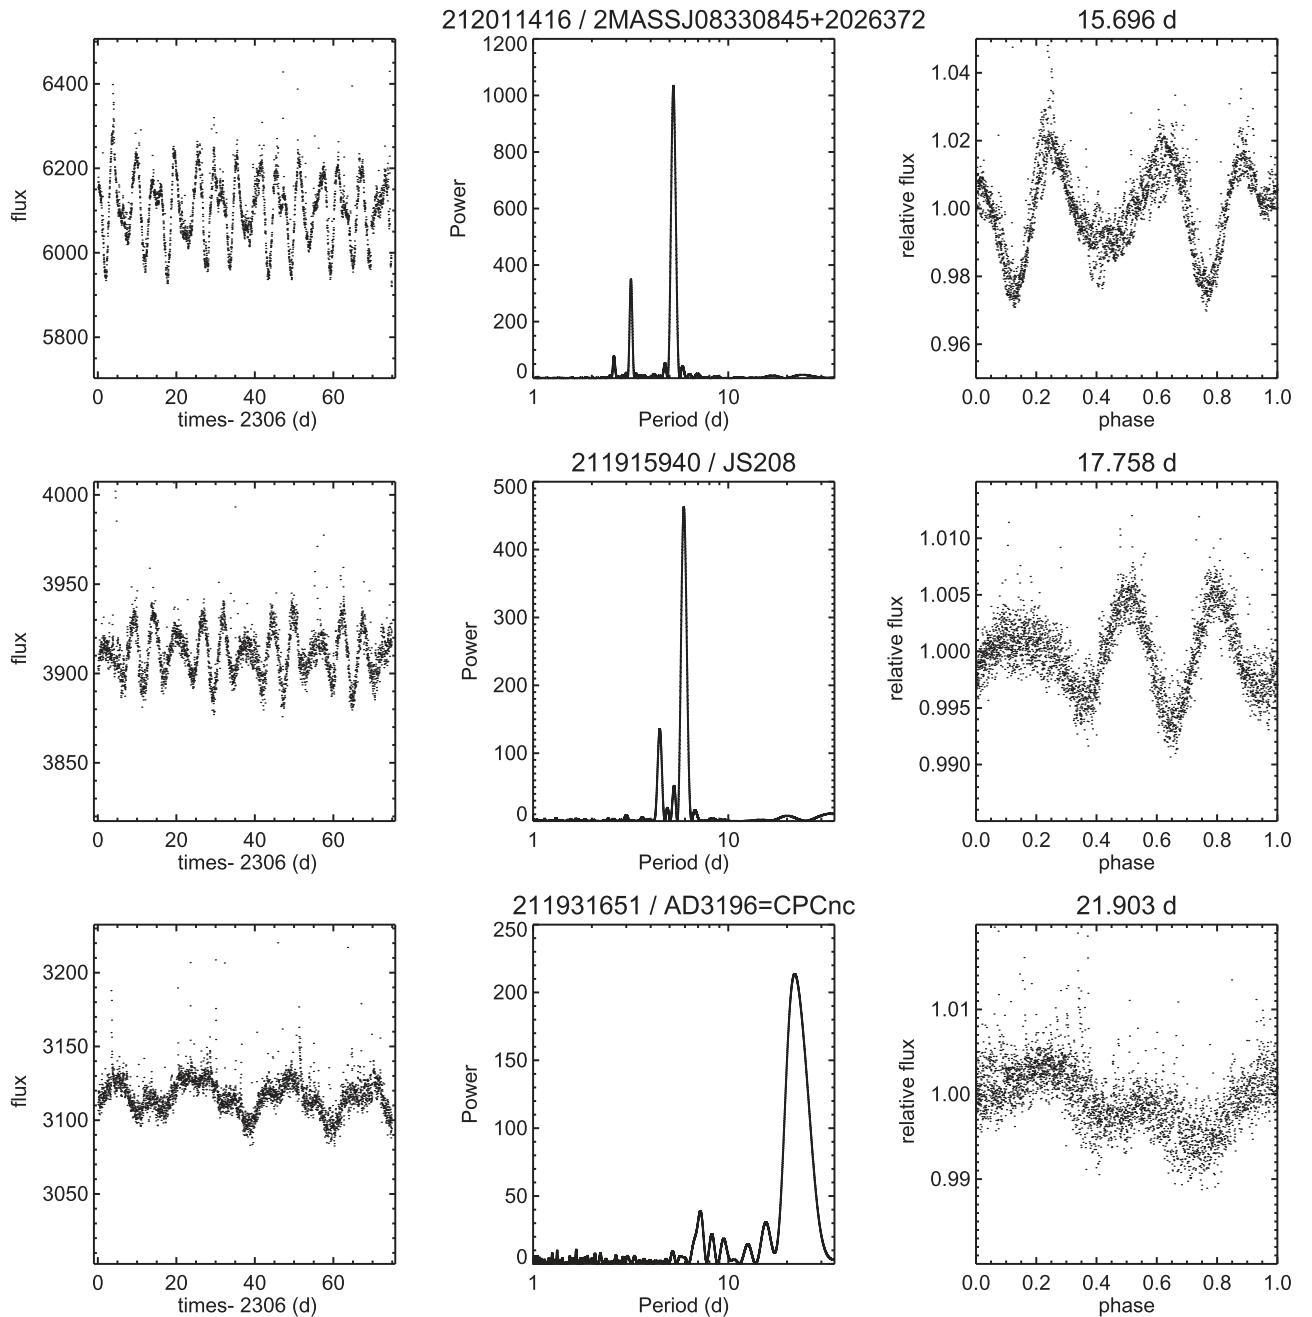 212011416 / 2MASSJ08330845+2026372
15.696 d
6400
6200
6000
5800
flux
0 20 40 60
times- 2306 (d)
1200
1000
800
600
400
200
0
Power
1 10
Period (d)
1.04
1.02
1.00
0.98
0.96
relative flux
0.0 0.2 0.4 0.6 0.8 1.0
phase
211915940 / JS208
17.758 d
4000
3950
3900
3850
flux
0 20 40 60
times- 2306 (d)
500
400
300
200
100
0
Power
1 10
Period (d)
1.010
1.005
1.000
0.995
0.990
relative flux
0.0 0.2 0.4 0.6 0.8 1.0
phase
211931651 / AD3196=CPCnc
21.903 d
3200
3150
3100
3050
flux
0 20 40 60
times- 2306 (d)
250
200
150
100
50
0
Power
1 10
Period (d)
1.01
1.00
0.99
relative flux
0.0 0.2 0.4 0.6 0.8 1.0
phase